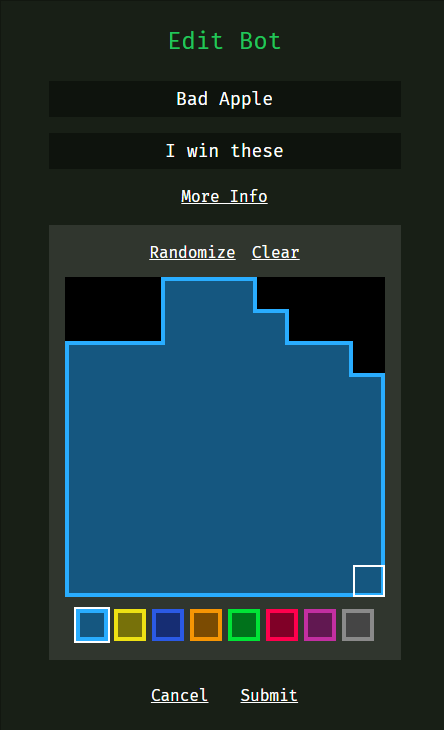 Edit Bot
Bad Apple
I win these
More Info
Randomize Clear
Cancel Submit